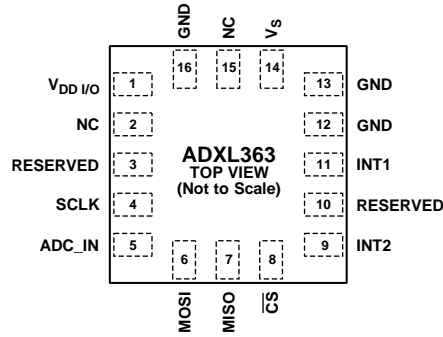 GND
NC
VS
16
15
14
VDD I/O
1
13
GND
NC
2
12
GND
ADXL363
TOP VIEW
(Not to Scale)
RESERVED
3
11
INT1
SCLK
4
10
RESERVED
ADC_IN
5
9
INT2
6
7
8
MOSI
MISO
CS